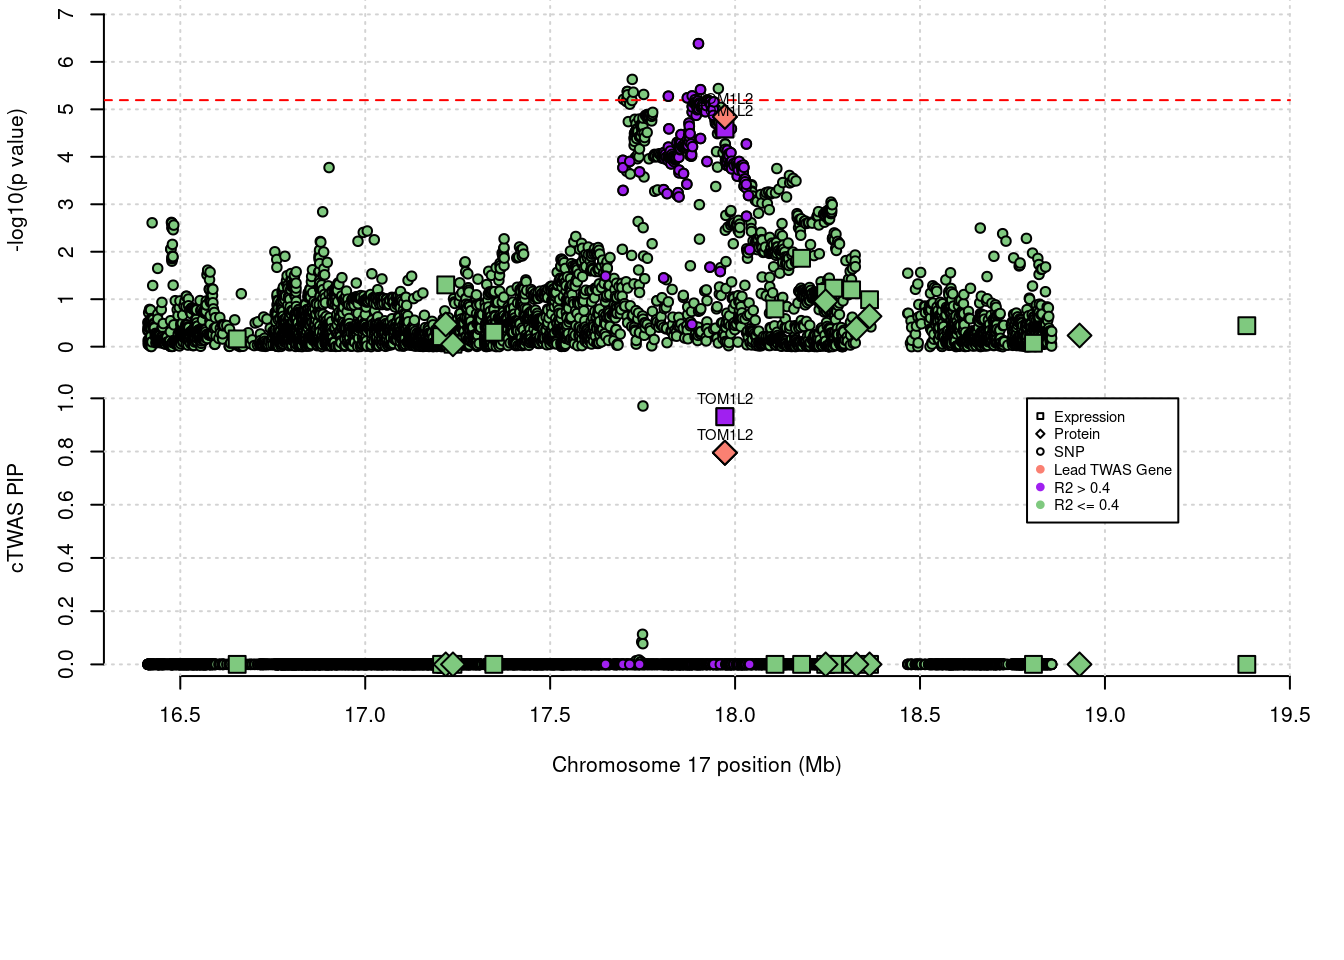 7
6
5
4
3
2
1
0
-log10(p value)
TOM1L2
TOM1L2
1.0
0.8
0.6
0.4
0.2
0.0
cTWAS PIP
TOM1L2
TOM1L2
Expression
Protein
SNP
Lead TWAS Gene
R2 > 0.4
R2 <= 0.4
16.5 17.0 17.5 18.0 18.5 19.0 19.5
Chromosome 17 position (Mb)